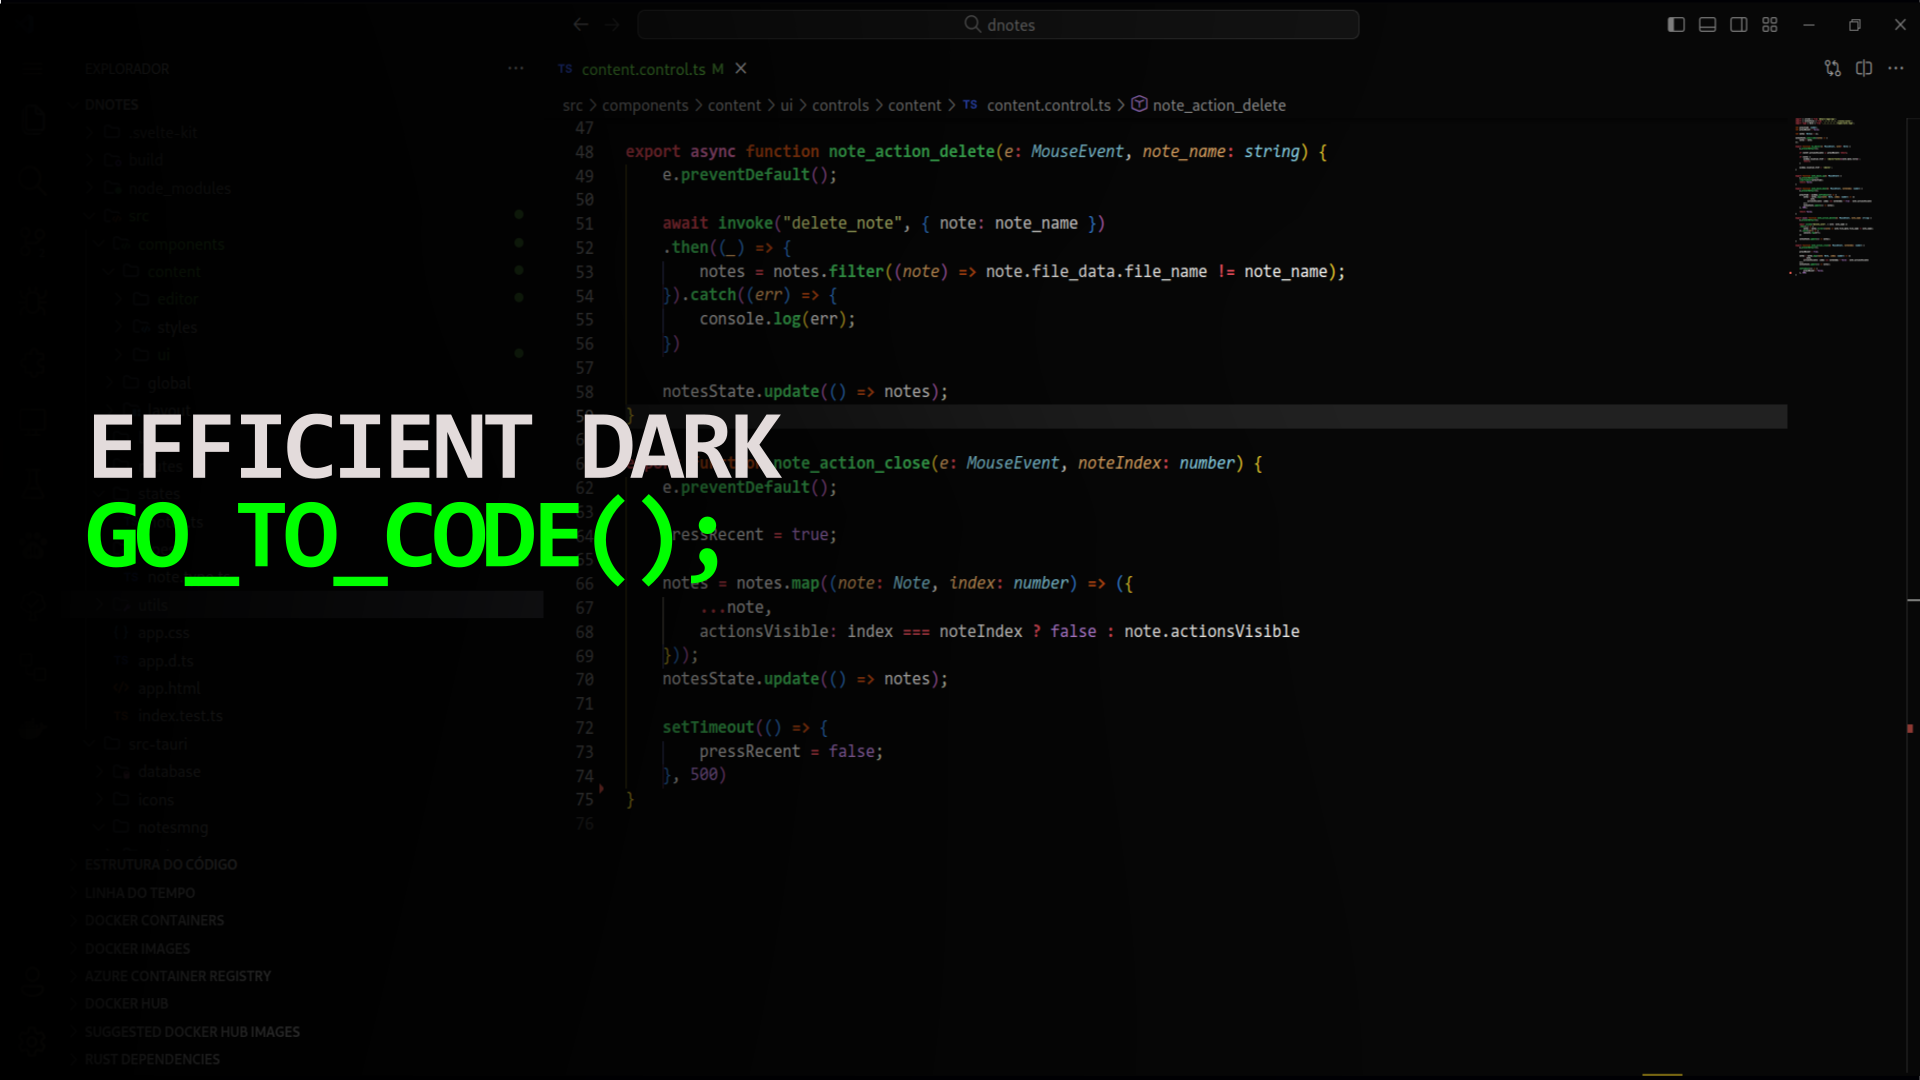 dnotes
EXPLORADOR
DNOTES
.svelte-kit
build
node_modules
src
components
content
editor
styles
ui
global
utils
app.css
app.d.ts
app.html
index.test.ts
src-tauri
database
icons
notesmng
ESTRUTURA DO CÓDIGO
LINHA DO TEMPO
DOCKER CONTAINERS
DOCKER IMAGES
AZURE CONTAINER REGISTRY
DOCKER HUB
SUGGESTED DOCKER HUB IMAGES
RUST DEPENDENCIES
EFFICIENT DARK
GO_TO_CODE();
TS content.control.ts M
src > components > content > ui > controls > content > TS content.control.ts > note_action_delete
47
48 export async function note_action_delete(e: MouseEvent, note_name: string) {
49 e.preventDefault();
50
51 await invoke("delete_note", { note: note_name })
52 .then((_) => {
53 notes = notes.filter((note) => note.file_data.file_name != note_name);
54 }).catch((err) => {
55 console.log(err);
56 })
57
58 notesState.update(() => notes);
}
note_action_close(e: MouseEvent, noteIndex: number) {
62 e.preventDefault();
63
64 pressRecent = true;
65
66 notes = notes.map((note: Note, index: number) => ({
67 ...note,
68 actionsVisible: index === noteIndex ? false : note.actionsVisible
69 }));
70 notesState.update(() => notes);
71
72 setTimeout(() => {
73 pressRecent = false;
74 }, 500)
75 }
76